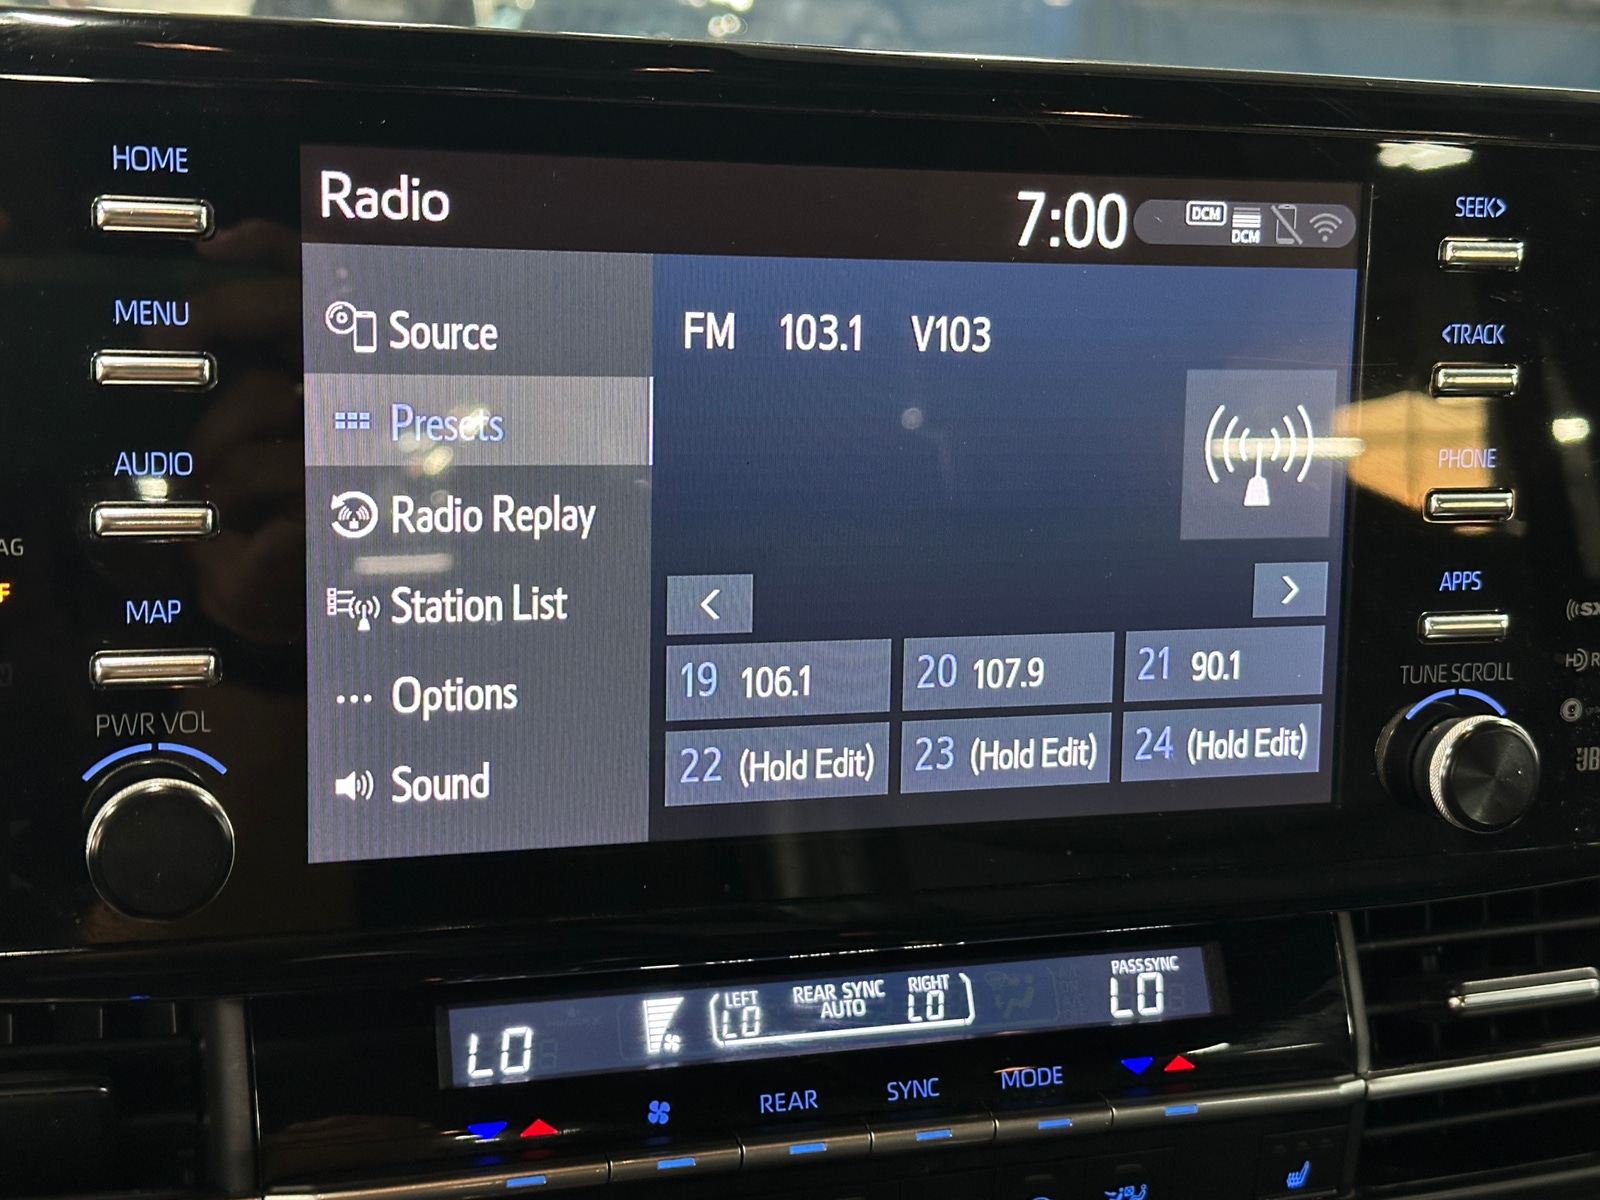 HOME
MENU
AUDIO
MAP
PWR VOL
AG
Radio
7:00
DCM
DCM
Source
Presets
Radio Replay
Station List
Options
Sound
FM 103.1 V103
<
>
19 106.1
20 107.9
21 90.1
22 (Hold Edit)
23 (Hold Edit)
24 (Hold Edit)
SEEK>
<TRACK
PHONE
APPS
TUNE SCROLL
LO
LEFT
LO
REAR SYNC
AUTO
RIGHT
LO
PASS SYNC
LO
REAR
SYNC
MODE